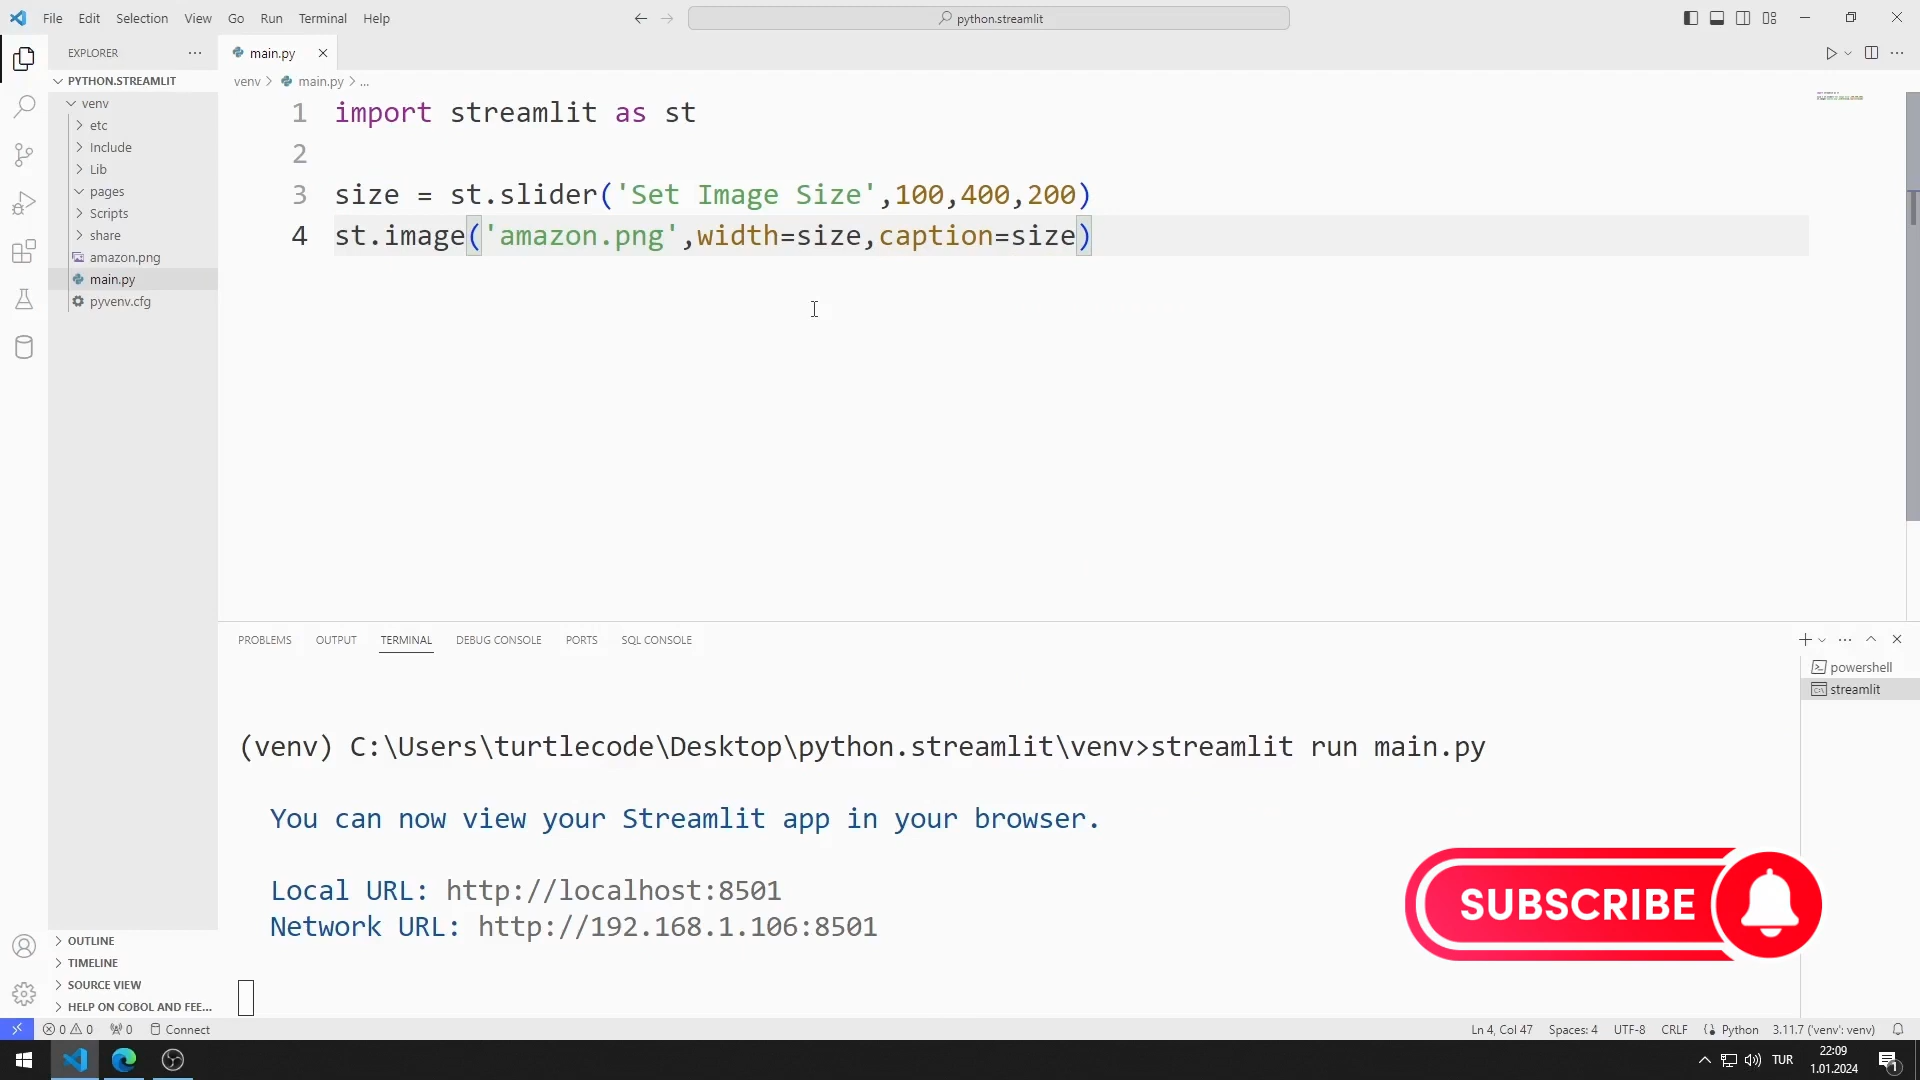 File Edit Selection View Go Run Terminal Help
python.streamlit
EXPLORER
main.py
PYTHON.STREAMLIT
venv > main.py > ...
venv
etc
Include
Lib
pages
Scripts
share
amazon.png
main.py
pyvenv.cfg
1 import streamlit as st
2
3 size = st.slider('Set Image Size',100,400,200)
4 st.image('amazon.png',width=size,caption=size)
PROBLEMS OUTPUT TERMINAL DEBUG CONSOLE PORTS SQL CONSOLE
powershell
streamlit
(venv) C:\Users\turtlecode\Desktop\python.streamlit\venv>streamlit run main.py
You can now view your Streamlit app in your browser.
Local URL: http://localhost:8501
Network URL: http://192.168.1.106:8501
SUBSCRIBE
OUTLINE
TIMELINE
SOURCE VIEW
HELP ON COBOL AND FEE...
0 0 0 Connect
Ln 4, Col 47 Spaces: 4 UTF-8 CRLF Python 3.11.7 ('venv': venv)
TUR
22:09
1.01.2024
1